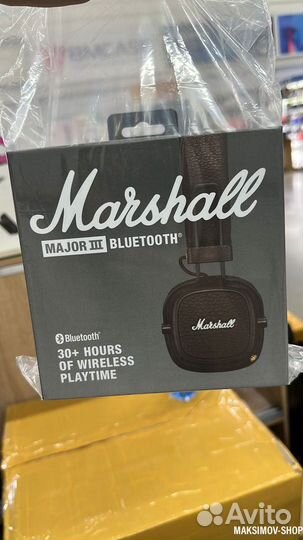 Marshall
MAJOR III BLUETOOTH®
Marshall
Bluetooth®
30+ HOURS
OF WIRELESS
PLAYTIME
Avito
MAKSIMOV-SHOP